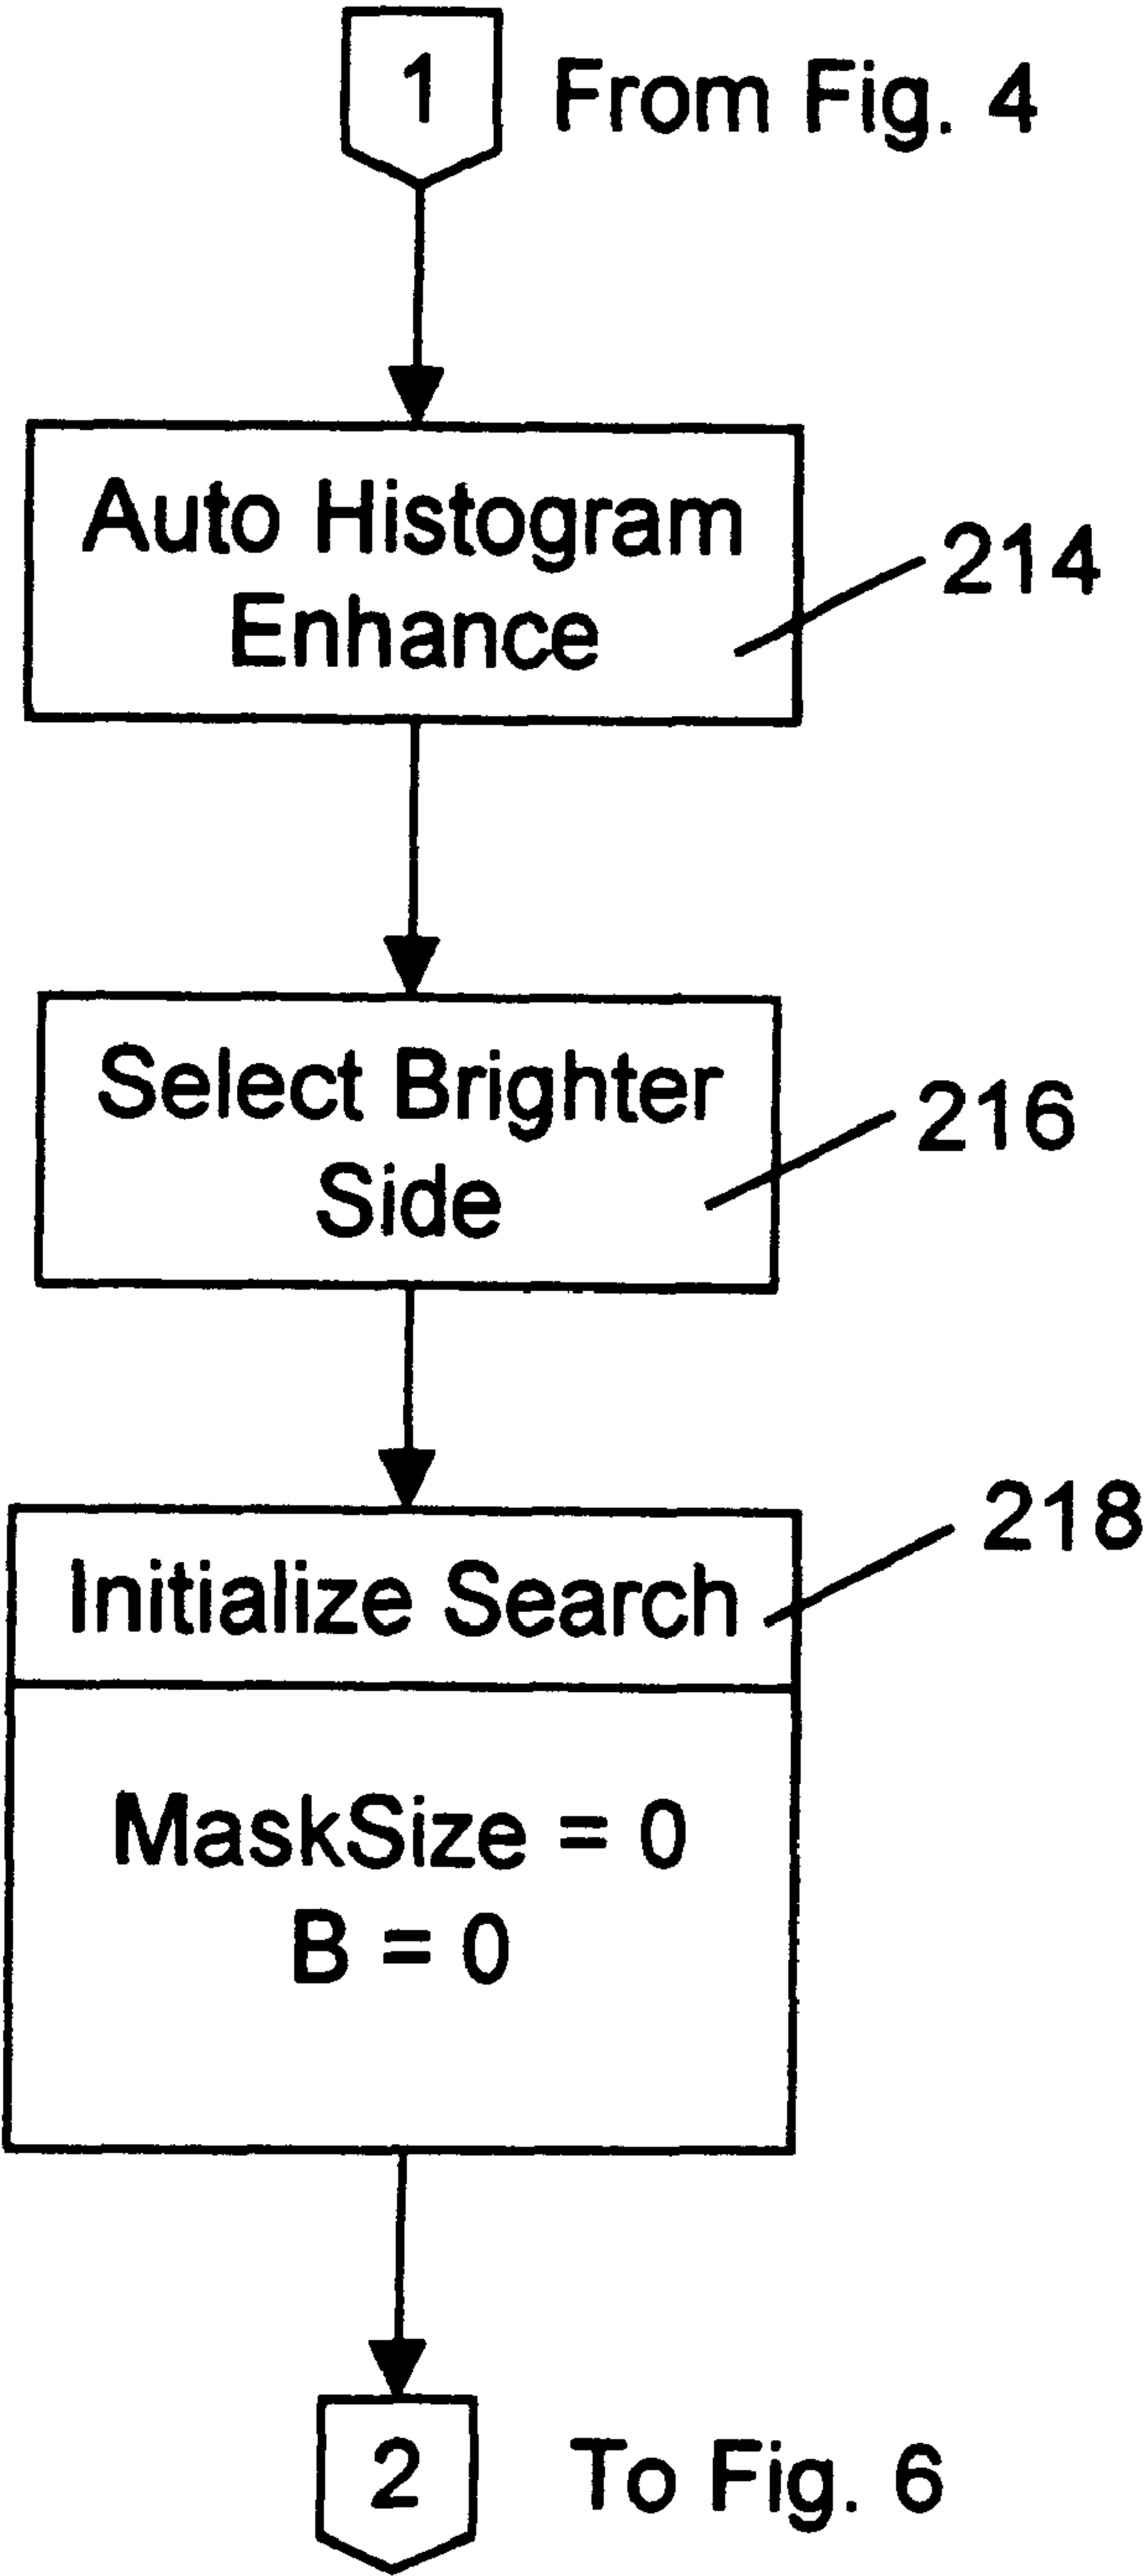 1 From Fig. 4
Auto Histogram
Enhance
214
Select Brighter
Side
216
218
Initialize Search
MaskSize = 0
B = 0
2 To Fig. 6